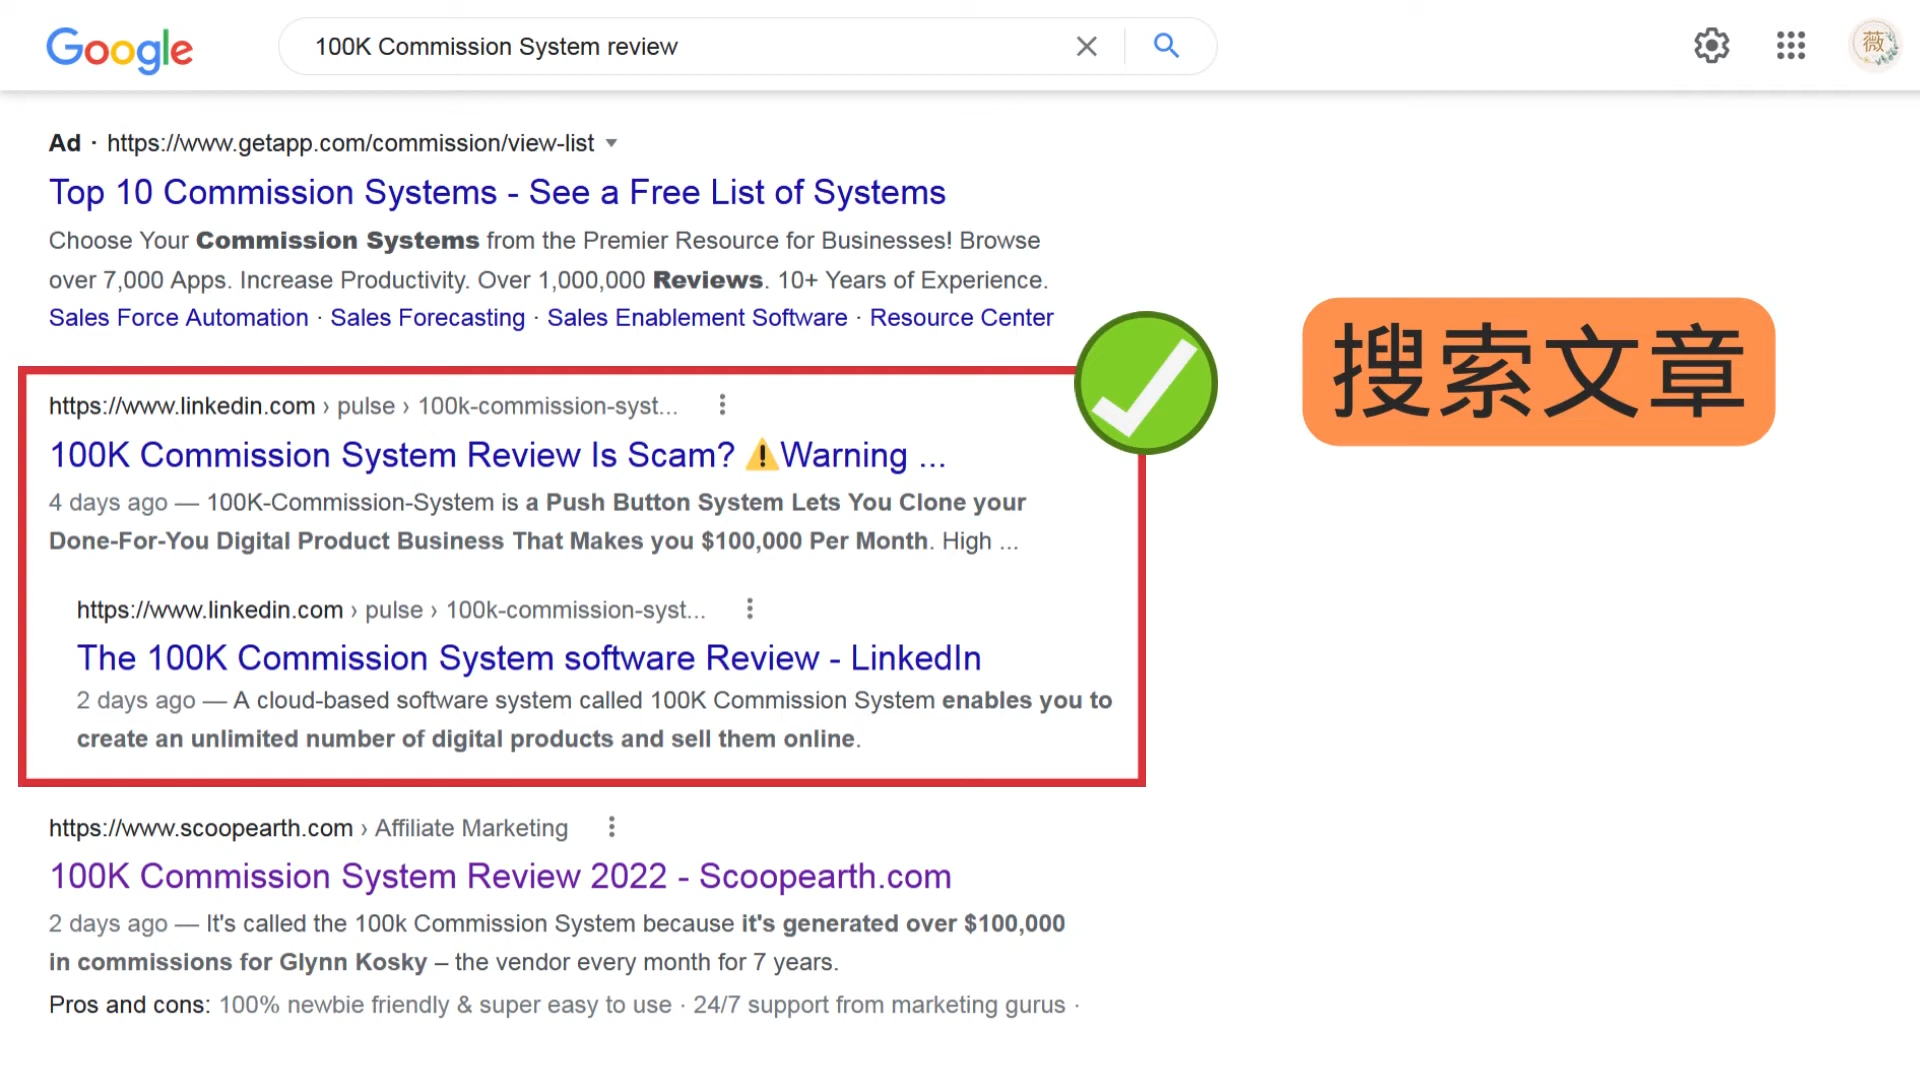 Google
100K Commission System review
薇
Ad · https://www.getapp.com/commission/view-list
Top 10 Commission Systems - See a Free List of Systems
Choose Your Commission Systems from the Premier Resource for Businesses! Browse
over 7,000 Apps. Increase Productivity. Over 1,000,000 Reviews. 10+ Years of Experience.
Sales Force Automation · Sales Forecasting · Sales Enablement Software · Resource Center
搜索文章
https://www.linkedin.com › pulse › 100k-commission-syst...
100K Commission System Review Is Scam? ⚠️Warning ...
4 days ago — 100K-Commission-System is a Push Button System Lets You Clone your
Done-For-You Digital Product Business That Makes you $100,000 Per Month. High ...
https://www.linkedin.com › pulse › 100k-commission-syst...
The 100K Commission System software Review - LinkedIn
2 days ago — A cloud-based software system called 100K Commission System enables you to
create an unlimited number of digital products and sell them online.
https://www.scoopearth.com › Affiliate Marketing
100K Commission System Review 2022 - Scoopearth.com
2 days ago — It's called the 100k Commission System because it's generated over $100,000
in commissions for Glynn Kosky – the vendor every month for 7 years.
Pros and cons: 100% newbie friendly & super easy to use · 24/7 support from marketing gurus ·